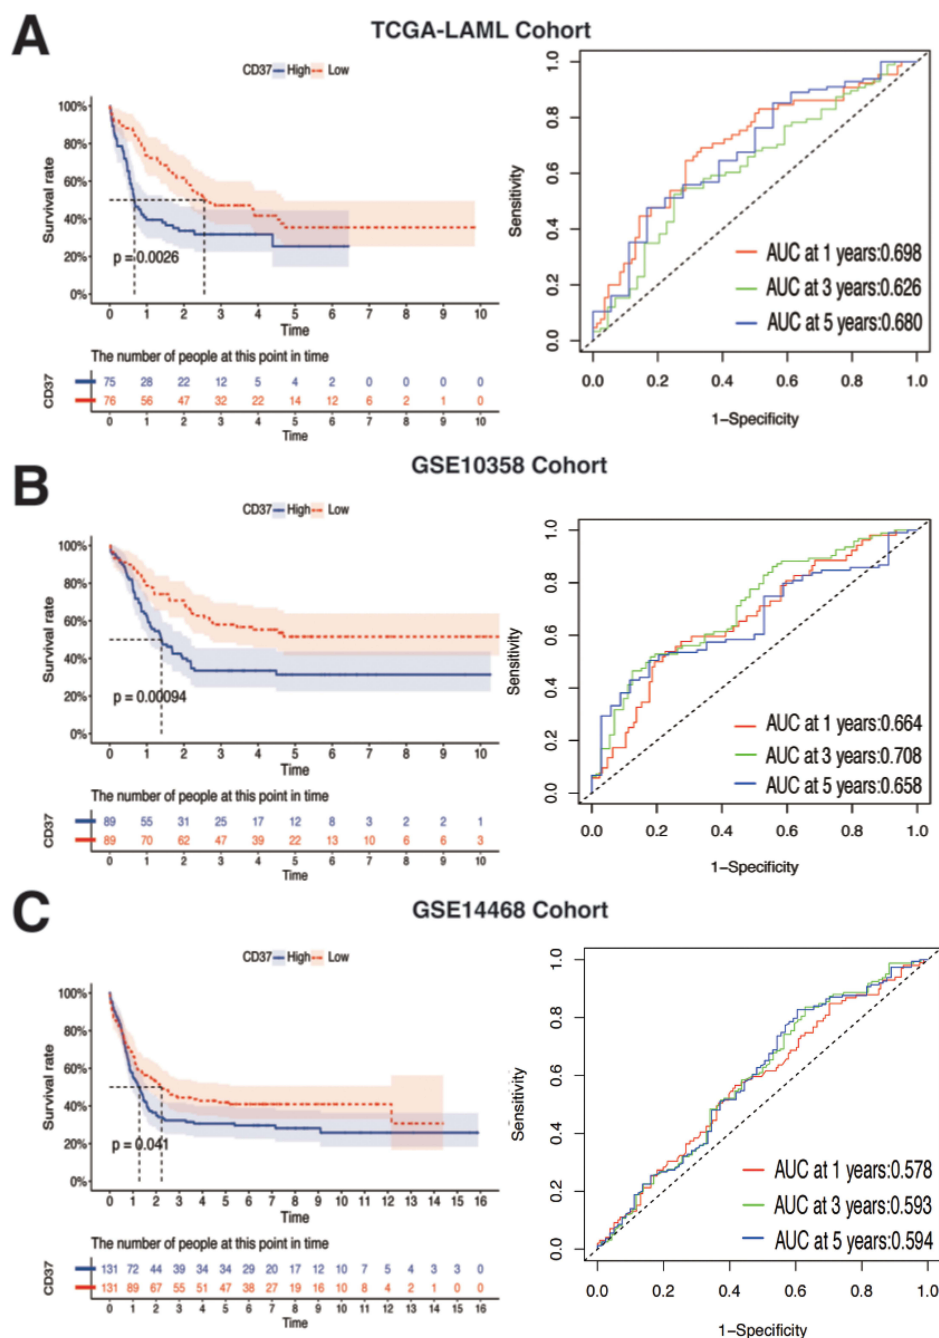 A
TCGA-LAML Cohort
CD37 High Low
Survival rate
100%
80%
60%
40%
20%
0%
p = 0.0026
0 1 2 3 4 5 6 7 8 9 10
Time
The number of people at this point in time
CD37
75 28 22 12 5 4 2 0 0 0 0
76 56 47 32 22 14 12 6 2 1 0
0 1 2 3 4 5 6 7 8 9 10
Time
Sensitivity
1.0
0.8
0.6
0.4
0.2
0.0
AUC at 1 years:0.698
AUC at 3 years:0.626
AUC at 5 years:0.680
0.0 0.2 0.4 0.6 0.8 1.0
1−Specificity
B
GSE10358 Cohort
CD37 High Low
Survival rate
100%
80%
60%
40%
20%
0%
p = 0.00094
0 1 2 3 4 5 6 7 8 9 10
Time
The number of people at this point in time
CD37
89 55 31 25 17 12 8 3 2 2 1
89 70 62 47 39 22 13 10 6 6 3
0 1 2 3 4 5 6 7 8 9 10
Time
Sensitivity
1.0
0.8
0.6
0.4
0.2
0.0
AUC at 1 years:0.664
AUC at 3 years:0.708
AUC at 5 years:0.658
0.0 0.2 0.4 0.6 0.8 1.0
1−Specificity
C
GSE14468 Cohort
CD37 High Low
Survival rate
100%
80%
60%
40%
20%
0%
p = 0.041
0 1 2 3 4 5 6 7 8 9 10 11 12 13 14 15 16
Time
The number of people at this point in time
CD37
131 72 44 39 34 34 29 20 17 12 10 7 5 4 3 3 0
131 89 67 55 51 47 38 27 19 16 10 8 4 2 1 0 0
0 1 2 3 4 5 6 7 8 9 10 11 12 13 14 15 16
Time
Sensitivity
1.0
0.8
0.6
0.4
0.2
0.0
AUC at 1 years:0.578
AUC at 3 years:0.593
AUC at 5 years:0.594
0.0 0.2 0.4 0.6 0.8 1.0
1−Specificity